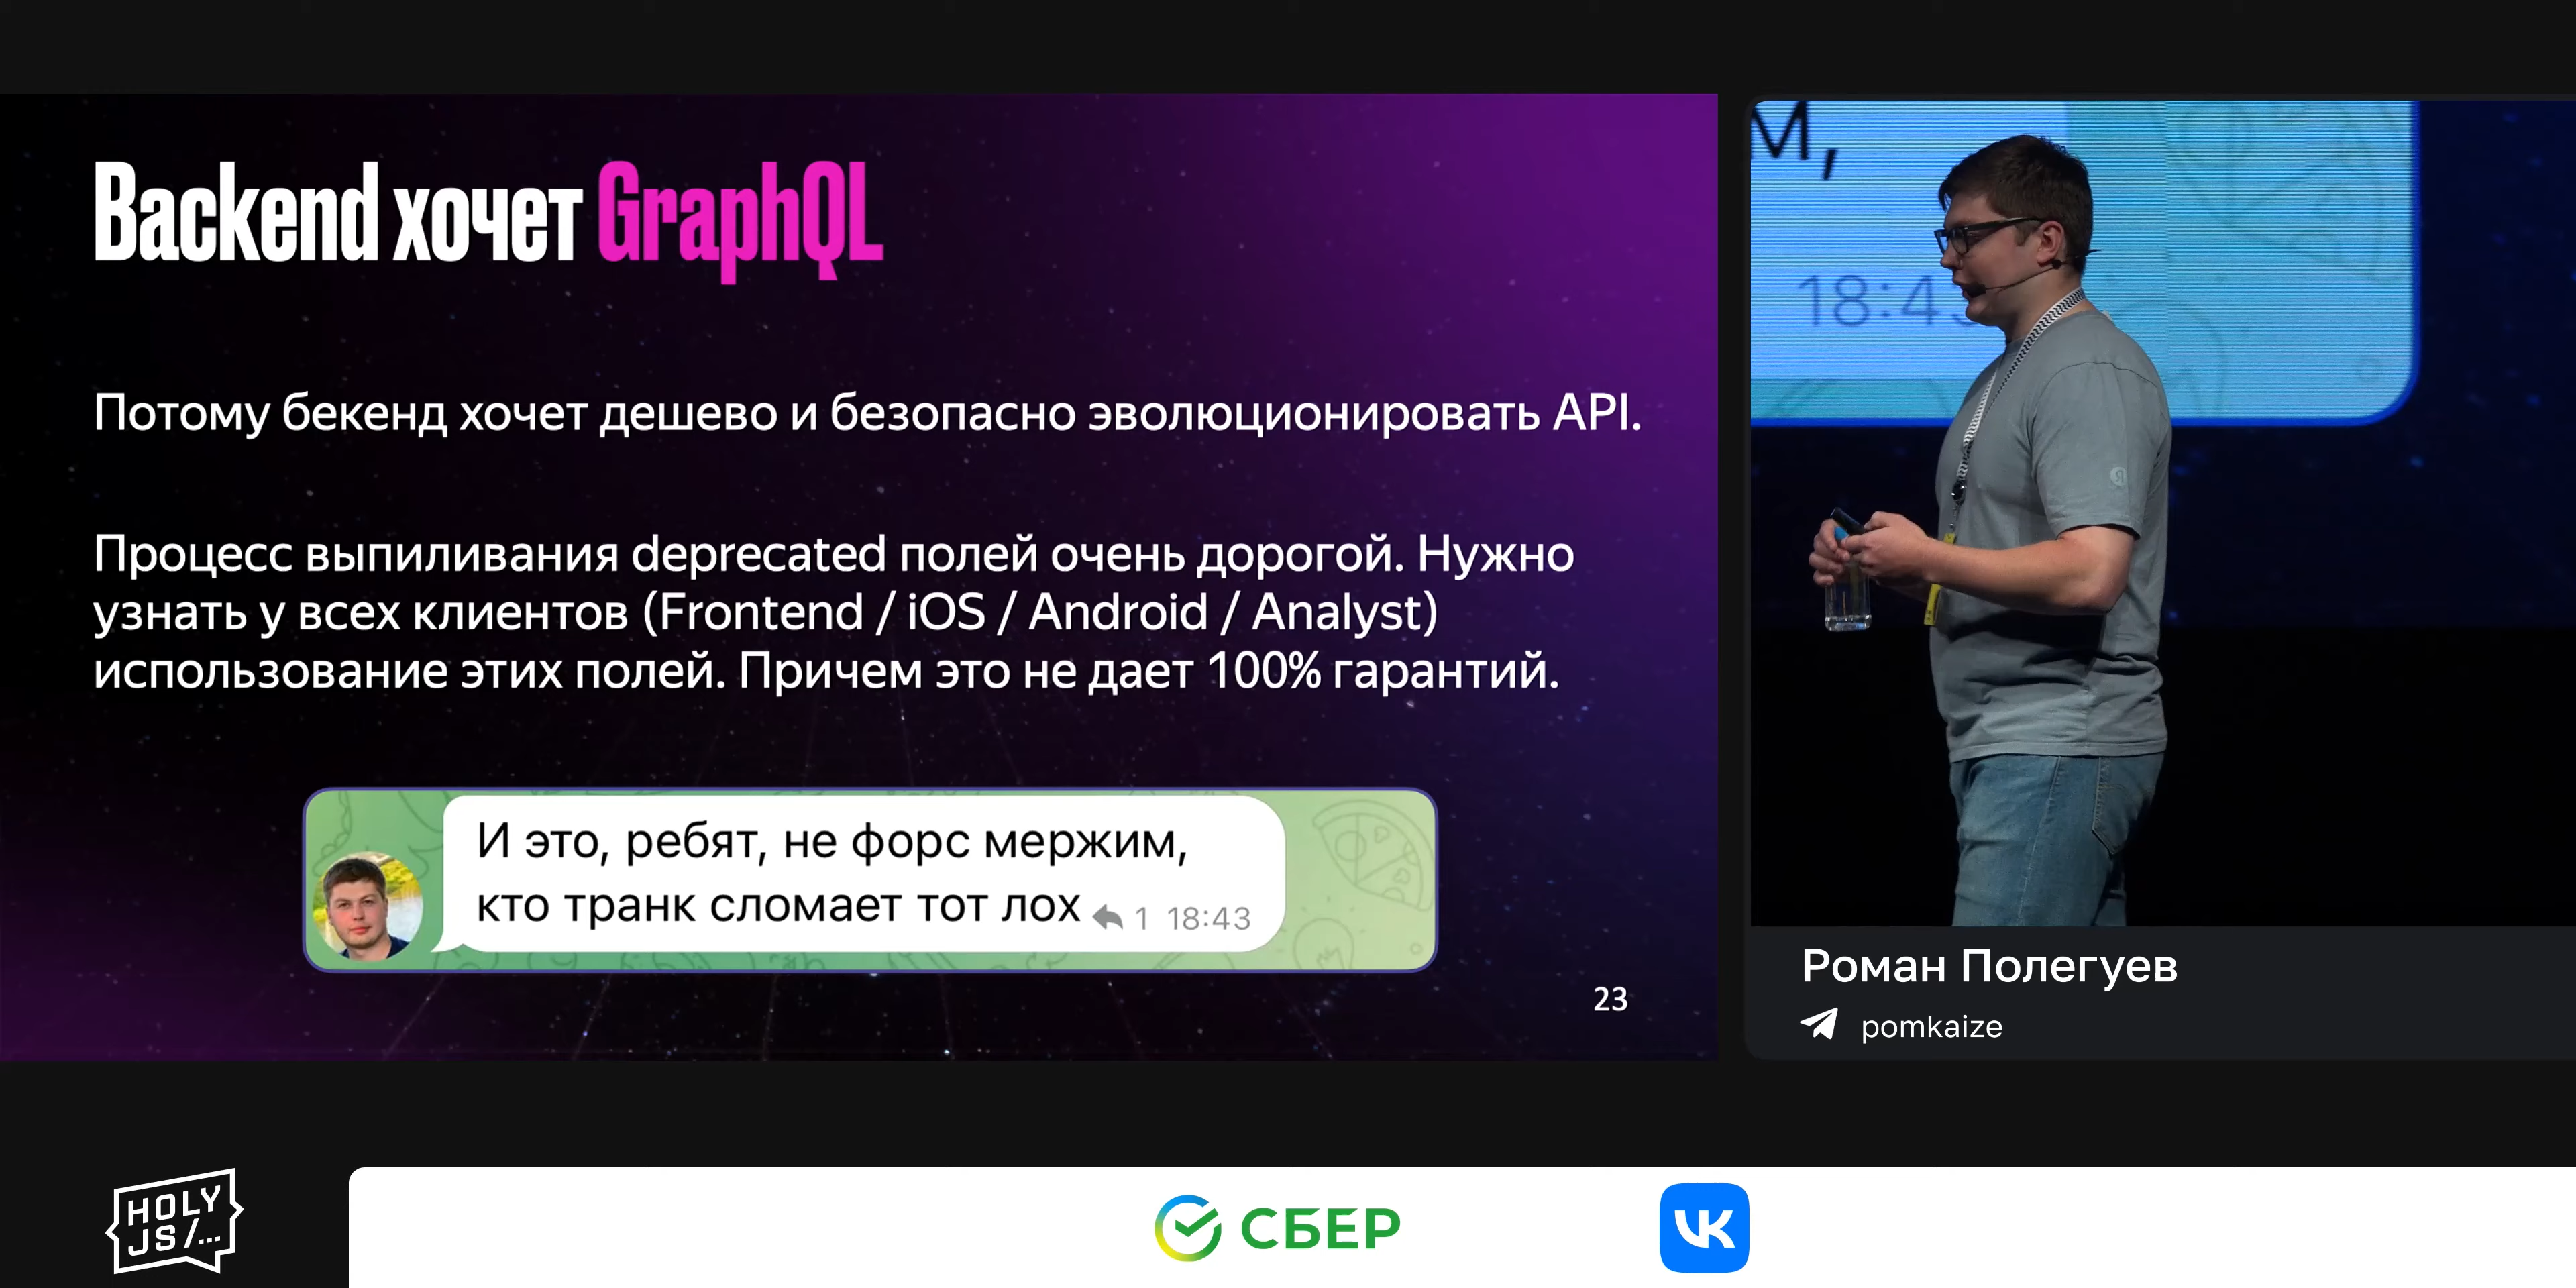 Backend хочет GraphQL
Потому бекенд хочет дешево и безопасно эволюционировать API.
Процесс выпиливания deprecated полей очень дорогой. Нужно
узнать у всех клиентов (Frontend / iOS / Android / Analyst)
использование этих полей. Причем это не дает 100% гарантий.
И это, ребят, не форс мержим,
кто транк сломает тот лох 1 18:43
23
м,
18:43
Роман Полегуев
pomkaize
HOLY
JS/...
СБЕР
VK